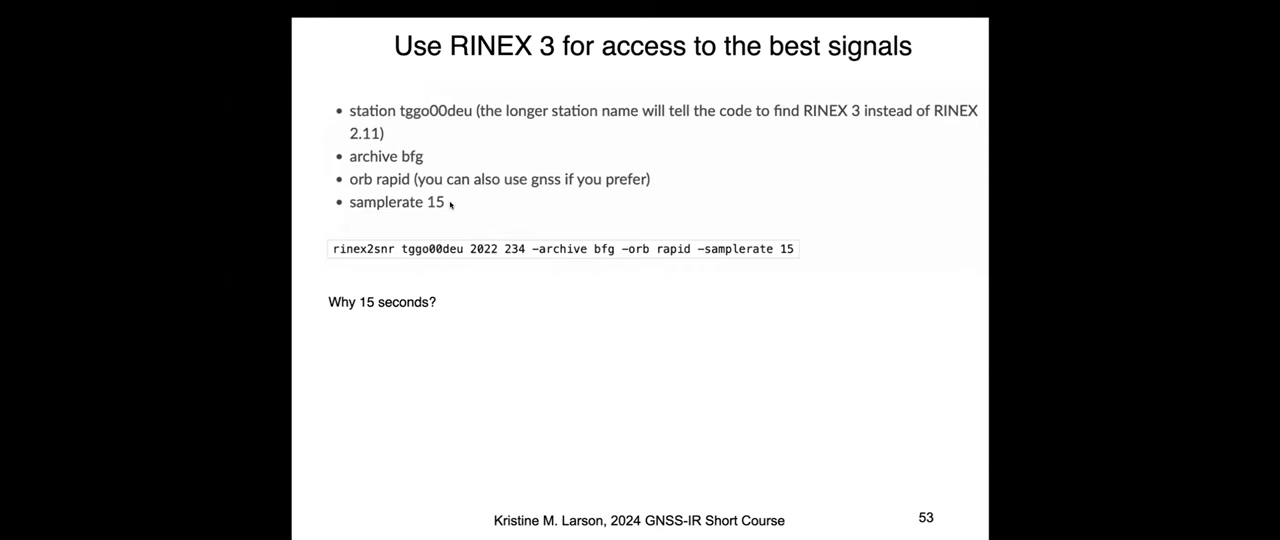 Use RINEX 3 for access to the best signals
• station tggo00deu (the longer station name will tell the code to find RINEX 3 instead of RINEX
2.11)
• archive bfg
• orb rapid (you can also use gnss if you prefer)
• samplerate 15
rinex2snr tggo00deu 2022 234 -archive bfg -orb rapid -samplerate 15
Why 15 seconds?
Kristine M. Larson, 2024 GNSS-IR Short Course
53